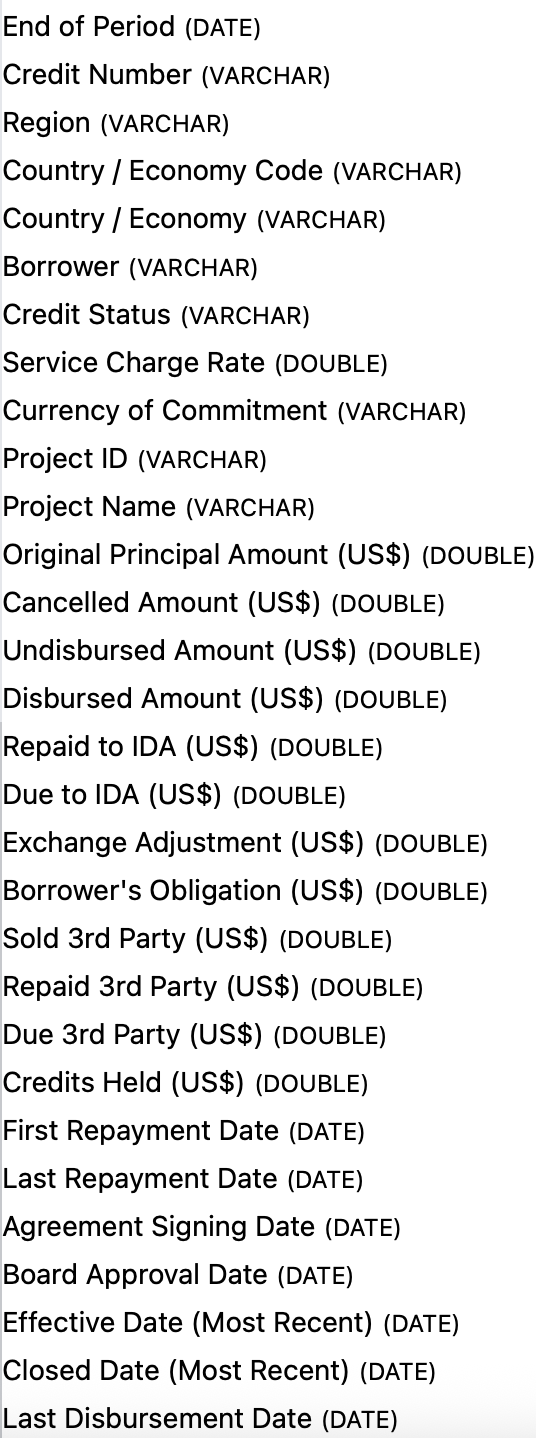 End of Period (DATE)
Credit Number (VARCHAR)
Region (VARCHAR)
Country / Economy Code (VARCHAR)
Country / Economy (VARCHAR)
Borrower (VARCHAR)
Credit Status (VARCHAR)
Service Charge Rate (DOUBLE)
Currency of Commitment (VARCHAR)
Project ID (VARCHAR)
Project Name (VARCHAR)
Original Principal Amount (US$) (DOUBLE)
Cancelled Amount (US$) (DOUBLE)
Undisbursed Amount (US$) (DOUBLE)
Disbursed Amount (US$) (DOUBLE)
Repaid to IDA (US$) (DOUBLE)
Due to IDA (US$) (DOUBLE)
Exchange Adjustment (US$) (DOUBLE)
Borrower's Obligation (US$) (DOUBLE)
Sold 3rd Party (US$) (DOUBLE)
Repaid 3rd Party (US$) (DOUBLE)
Due 3rd Party (US$) (DOUBLE)
Credits Held (US$) (DOUBLE)
First Repayment Date (DATE)
Last Repayment Date (DATE)
Agreement Signing Date (DATE)
Board Approval Date (DATE)
Effective Date (Most Recent) (DATE)
Closed Date (Most Recent) (DATE)
Last Disbursement Date (DATE)